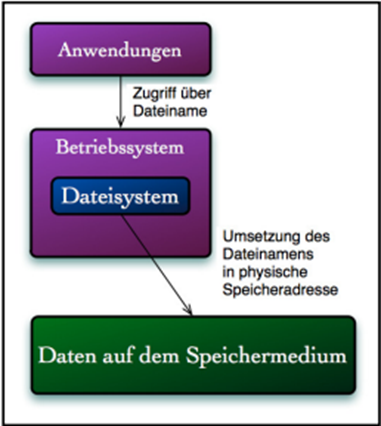 Anwendungen
Zugriff über
Dateiname
Betriebssystem
Dateisystem
Umsetzung des
Dateinamens
in physische
Speicheradresse
Daten auf dem Speichermedium